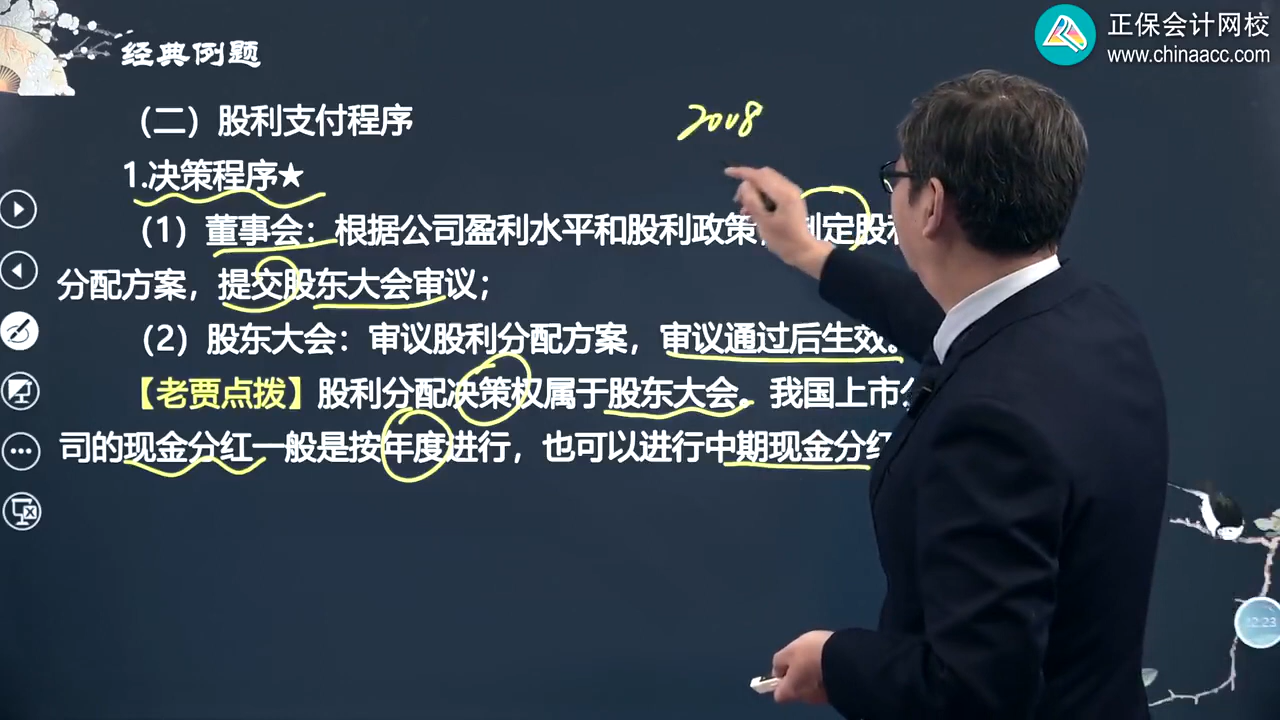 正保会计网校
www.chinaacc.com
经典例题
（二）股利支付程序
2008
1.决策程序★
（1）董事会：根据公司盈利水平和股利政策，制定股利
分配方案，提交股东大会审议；
（2）股东大会：审议股利分配方案，审议通过后生效。
【老贾点拨】股利分配决策权属于股东大会。我国上市公
司的现金分红一般是按年度进行，也可以进行中期现金分红
12:23